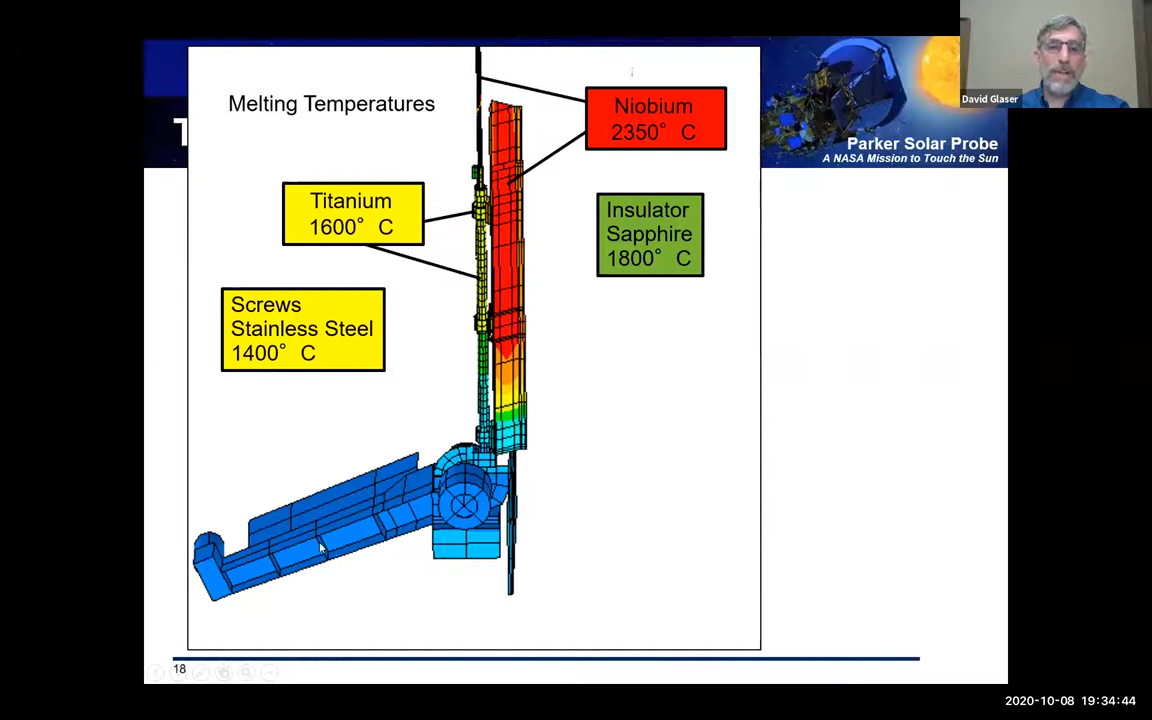 Melting Temperatures
Niobium
2350° C
Titanium
1600° C
Insulator
Sapphire
1800° C
Screws
Stainless Steel
1400° C
T
David Glaser
Parker Solar Probe
A NASA Mission to Touch the Sun
18
2020-10-08 19:34:44